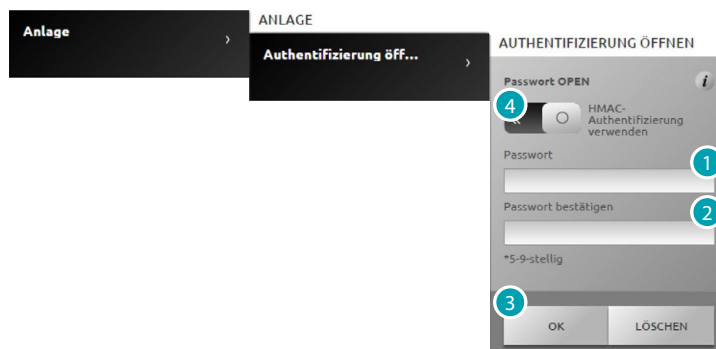 Anlage
ANLAGE
Authentifizierung öff...
AUTHENTIFIZIERUNG ÖFFNEN
Passwort OPEN
i
4
HMAC-
Authentifizierung
verwenden
Passwort
1
Passwort bestätigen
2
*5-9-stellig
3
OK
LÖSCHEN